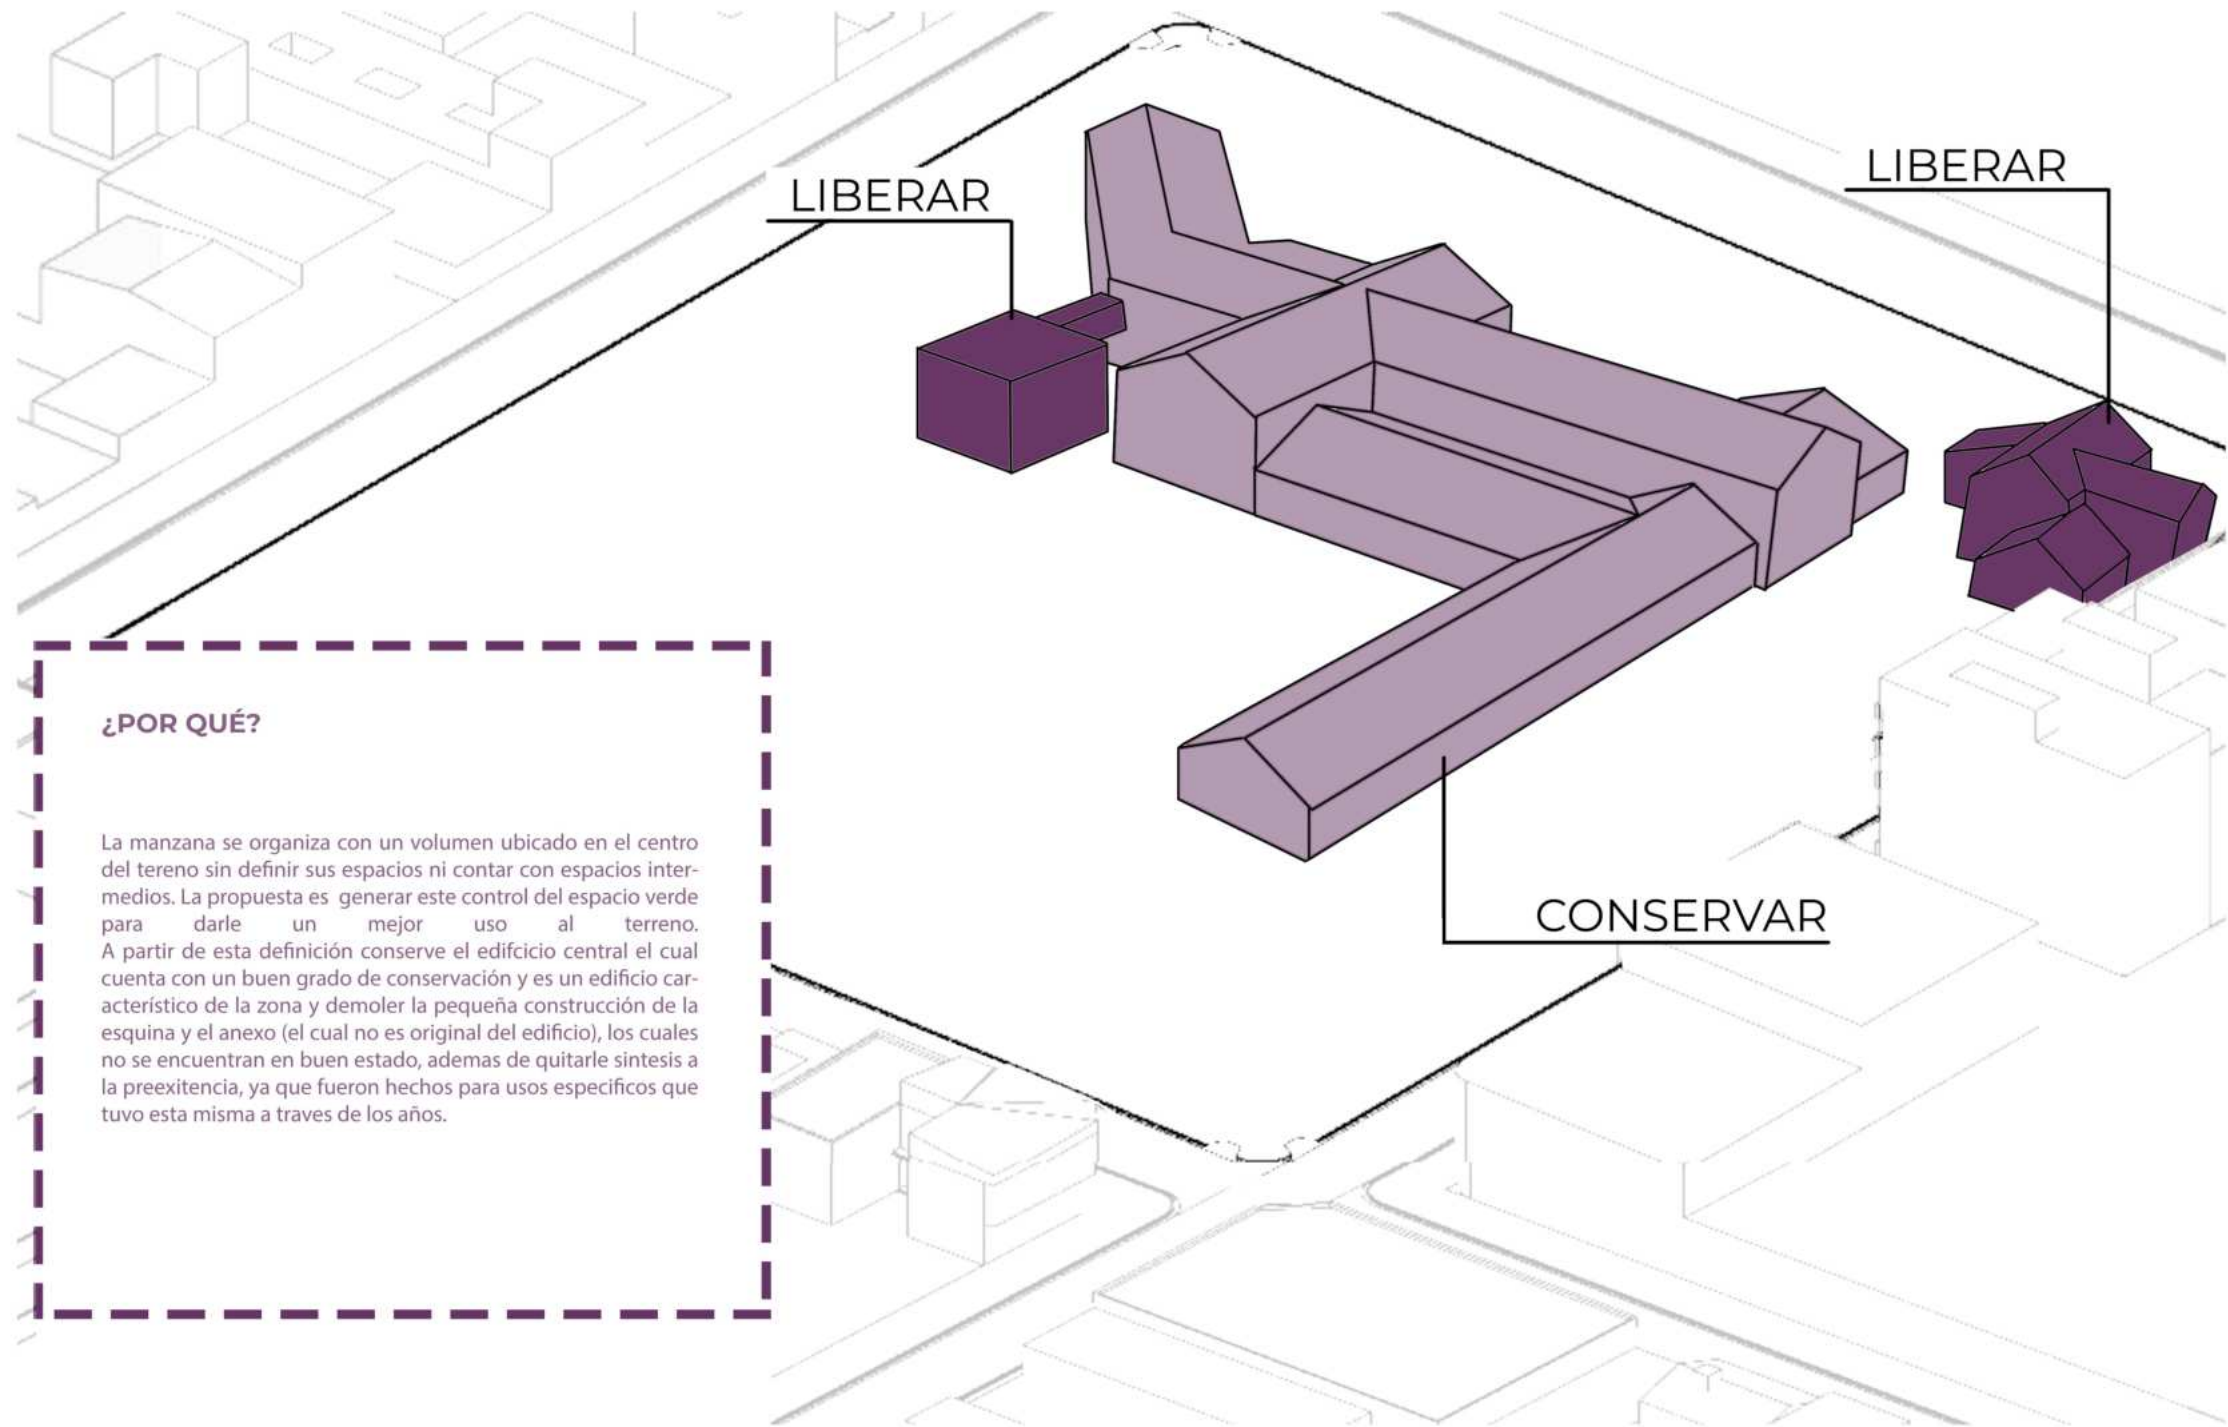 LIBERAR
LIBERAR
CONSERVAR
¿POR QUÉ?
La manzana se organiza con un volumen ubicado en el centro
del tereno sin definir sus espacios ni contar con espacios inter-
medios. La propuesta es generar este control del espacio verde
para darle un mejor uso al terreno.
A partir de esta definición conserve el edifcicio central el cual
cuenta con un buen grado de conservación y es un edificio car-
acterístico de la zona y demoler la pequeña construcción de la
esquina y el anexo (el cual no es original del edificio), los cuales
no se encuentran en buen estado, ademas de quitarle sintesis a
la preexitencia, ya que fueron hechos para usos especificos que
tuvo esta misma a traves de los años.